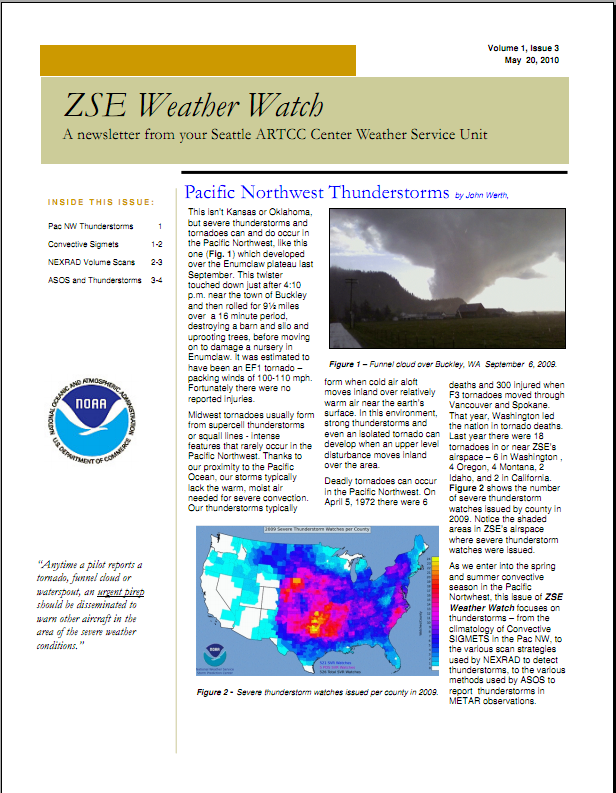 Volume 1, Issue 3
May 20, 2010
ZSE Weather Watch
A newsletter from your Seattle ARTCC Center Weather Service Unit
INSIDE THIS ISSUE:
Pac NW Thunderstorms 1
Convective Sigmets 1-2
NEXRAD Volume Scans 2-3
ASOS and Thunderstorms 3-4
NATIONAL OCEANIC AND ATMOSPHERIC ADMINISTRATION
NOAA
U.S. DEPARTMENT OF COMMERCE
"Anytime a pilot reports a
tornado, funnel cloud or
waterspout, an urgent pirep
should be disseminated to
warn other aircraft in the
area of the severe weather
conditions."
Pacific Northwest Thunderstorms by John Werth,
This isn't Kansas or Oklahoma,
but severe thunderstorms and
tornadoes can and do occur in
the Pacific Northwest, like this
one (Fig. 1) which developed
over the Enumclaw plateau last
September. This twister
touched down just after 4:10
p.m. near the town of Buckley
and then rolled for 9½ miles
over a 16 minute period,
destroying a barn and silo and
uprooting trees, before moving
on to damage a nursery in
Enumclaw. It was estimated to
have been an EF1 tornado –
packing winds of 100-110 mph.
Fortunately there were no
reported injuries.
Midwest tornadoes usually form
from supercell thunderstorms
or squall lines - intense
features that rarely occur in the
Pacific Northwest. Thanks to
our proximity to the Pacific
Ocean, our storms typically
lack the warm, moist air
needed for severe convection.
Our thunderstorms typically
Figure 1 – Funnel cloud over Buckley, WA September 6, 2009.
form when cold air aloft
moves inland over relatively
warm air near the earth's
surface. In this environment,
strong thunderstorms and
even an isolated tornado can
develop when an upper level
disturbance moves inland
over the area.
Deadly tornadoes can occur
in the Pacific Northwest. On
April 5, 1972 there were 6
deaths and 300 injured when
F3 tornadoes moved through
Vancouver and Spokane.
That year, Washington led
the nation in tornado deaths.
Last year there were 18
tornadoes in or near ZSE's
airspace – 6 in Washington ,
4 Oregon, 4 Montana, 2
Idaho, and 2 in California.
Figure 2 shows the number
of severe thunderstorm
watches issued by county in
2009. Notice the shaded
areas in ZSE's airspace
where severe thunderstorm
watches were issued.
As we enter into the spring
and summer convective
season in the Pacific
Nortwhest, this issue of ZSE
Weather Watch focuses on
thunderstorms – from the
climatology of Convective
SIGMETS in the Pac NW, to
the various scan strategies
used by NEXRAD to detect
thunderstorms, to the various
methods used by ASOS to
report thunderstorms in
METAR observations.
2009 Severe Thunderstorm Watches per County
NOAA
Figure 2 - Severe thunderstorm watches issued per county in 2009.